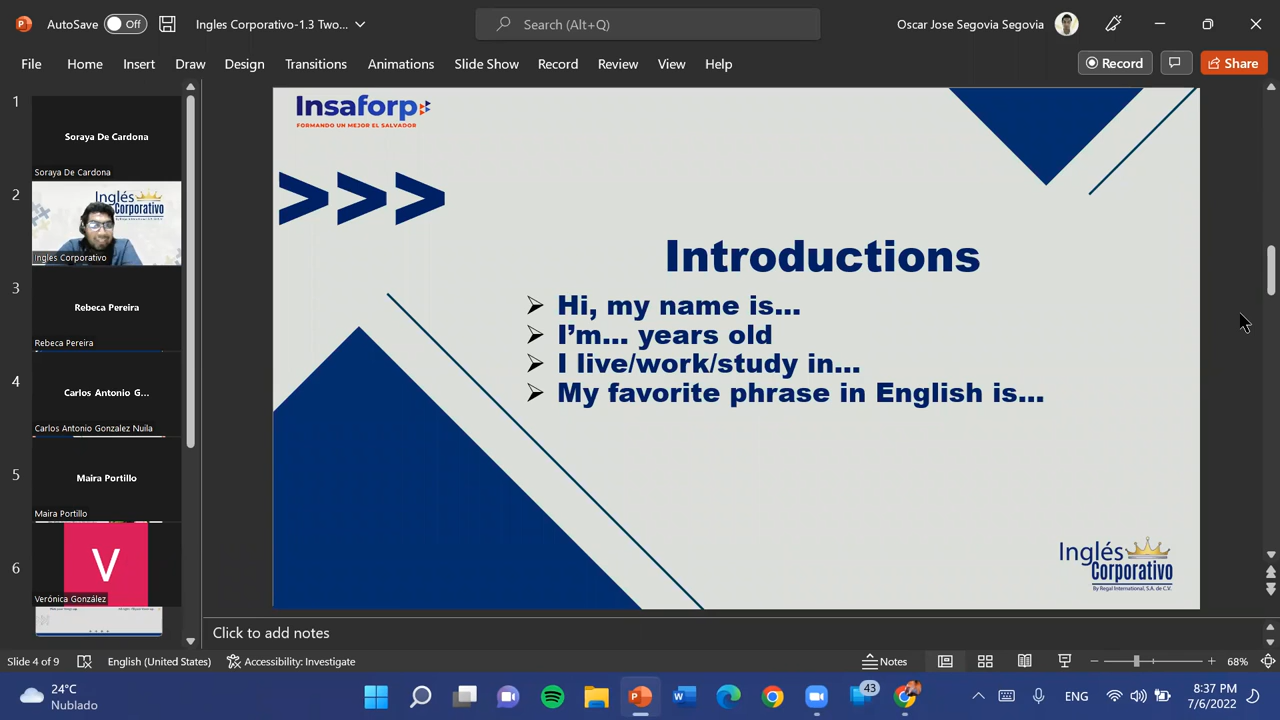 AutoSave Off Ingles Corporativo-1.3 Two... Search (Alt+Q) Oscar Jose Segovia Segovia
File Home Insert Draw Design Transitions Animations Slide Show Record Review View Help Record Share
1
Soraya De Cardona
Soraya De Cardona
2
Inglés
Corporativo
Ingles Corporativo
3
Rebeca Pereira
Rebeca Pereira
4
Carlos Antonio G...
Carlos Antonio Gonzalez Nuila
5
Maira Portillo
Maira Portillo
6
V
Verónica González
Insaforp
FORMANDO UN MEJOR EL SALVADOR
>>>
Introductions
➢ Hi, my name is...
➢ I’m... years old
➢ I live/work/study in...
➢ My favorite phrase in English is...
Inglés
Corporativo
By Regal International, S.A. de C.V.
Click to add notes
Slide 4 of 9 English (United States) Accessibility: Investigate Notes 68%
24°C
Nublado
43
ENG
8:37 PM
7/6/2022